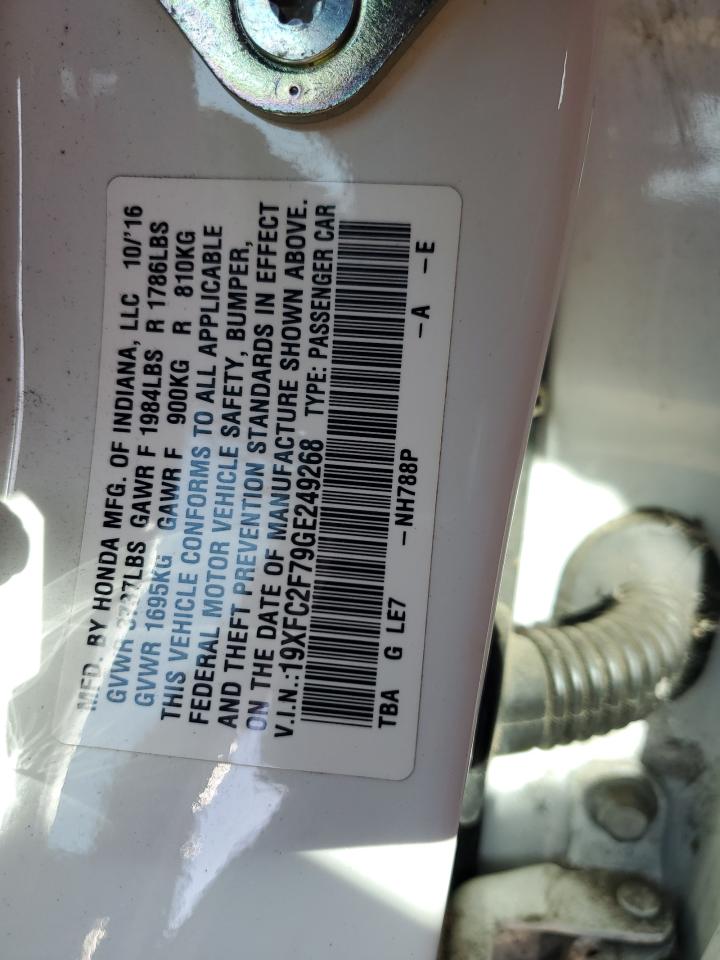 MFD. BY HONDA MFG. OF INDIANA, LLC 10/'16
GVWR 3737LBS GAWR F 1984LBS R 1786LBS
GVWR 1695KG GAWR F 900KG R 810KG
THIS VEHICLE CONFORMS TO ALL APPLICABLE
FEDERAL MOTOR VEHICLE SAFETY, BUMPER,
AND THEFT PREVENTION STANDARDS IN EFFECT
ON THE DATE OF MANUFACTURE SHOWN ABOVE.
V.I.N.:19XFC2F79GE249268 TYPE: PASSENGER CAR
TBA G LE7 –NH788P –A –E